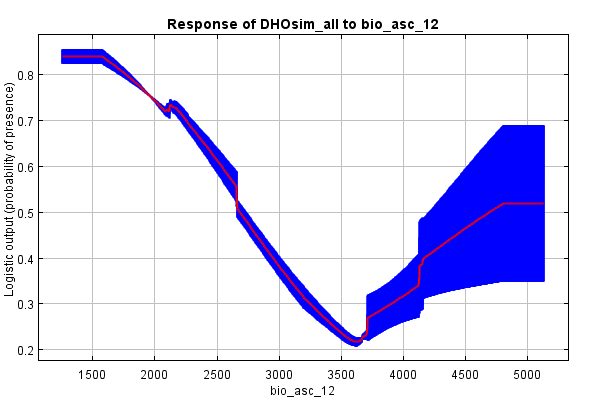 Response of DHOsim_all to bio_asc_12
Logistic output (probability of presence)
0.8
0.7
0.6
0.5
0.4
0.3
0.2
1500 2000 2500 3000 3500 4000 4500 5000
bio_asc_12